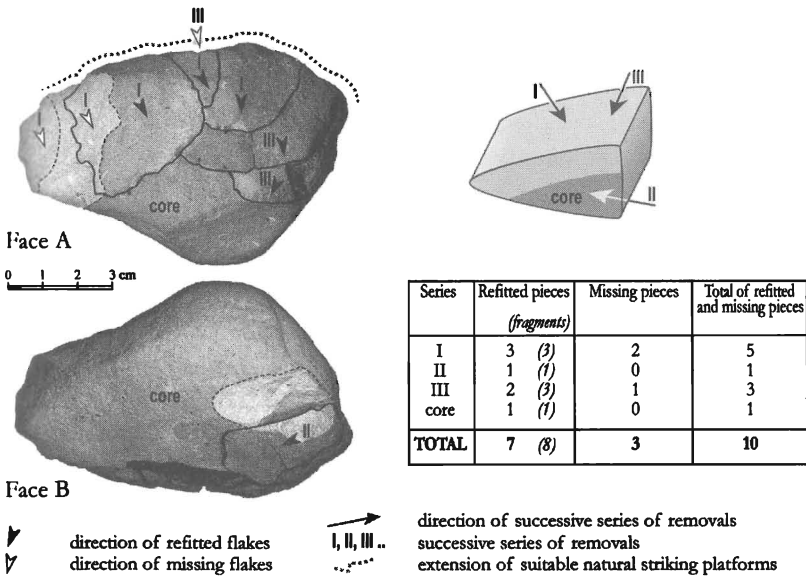 III
I
I
I
I
I
III
III
core
Face A
0 1 2 3 cm
core
II
Face B
I
III
core
II
Series Refitted pieces Missing pieces Total of refitted
(fragments) and missing pieces
I 3 (3) 2 5
II 1 (1) 0 1
III 2 (3) 1 3
core 1 (1) 0 1
TOTAL 7 (8) 3 10
direction of refitted flakes
direction of missing flakes
direction of successive series of removals
I, II, III .. successive series of removals
extension of suitable natural striking platforms